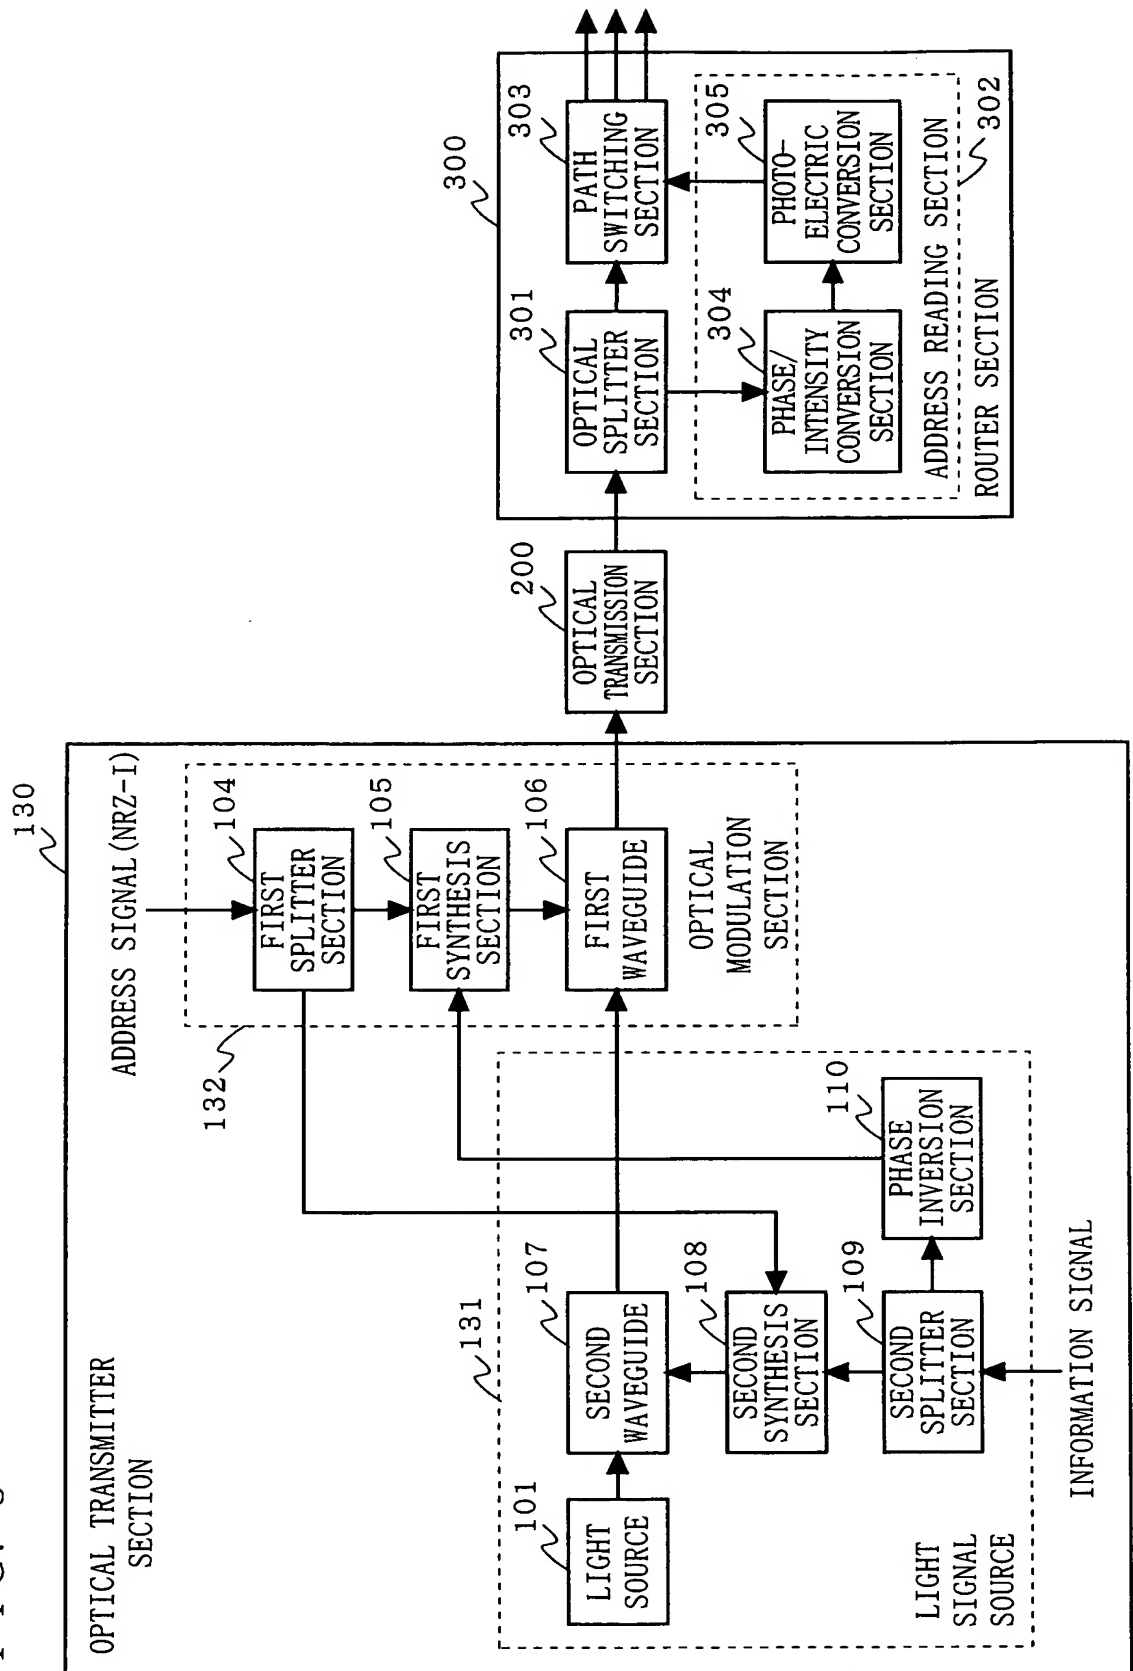 OPTICAL TRANSMITTER
SECTION
130
ADDRESS SIGNAL(NRZ-I)
132
104
FIRST
SPLITTER
SECTION
105
FIRST
SYNTHESIS
SECTION
106
FIRST
WAVEGUIDE
OPTICAL
MODULATION
SECTION
131
101
LIGHT
SOURCE
107
SECOND
WAVEGUIDE
108
SECOND
SYNTHESIS
SECTION
109
SECOND
SPLITTER
SECTION
110
PHASE
INVERSION
SECTION
LIGHT
SIGNAL
SOURCE
INFORMATION SIGNAL
200
OPTICAL
TRANSMISSION
SECTION
300
301
OPTICAL
SPLITTER
SECTION
303
PATH
SWITCHING
SECTION
304
PHASE/
INTENSITY
CONVERSION
SECTION
305
PHOTO-
ELECTRIC
CONVERSION
SECTION
ADDRESS READING SECTION
302
ROUTER SECTION